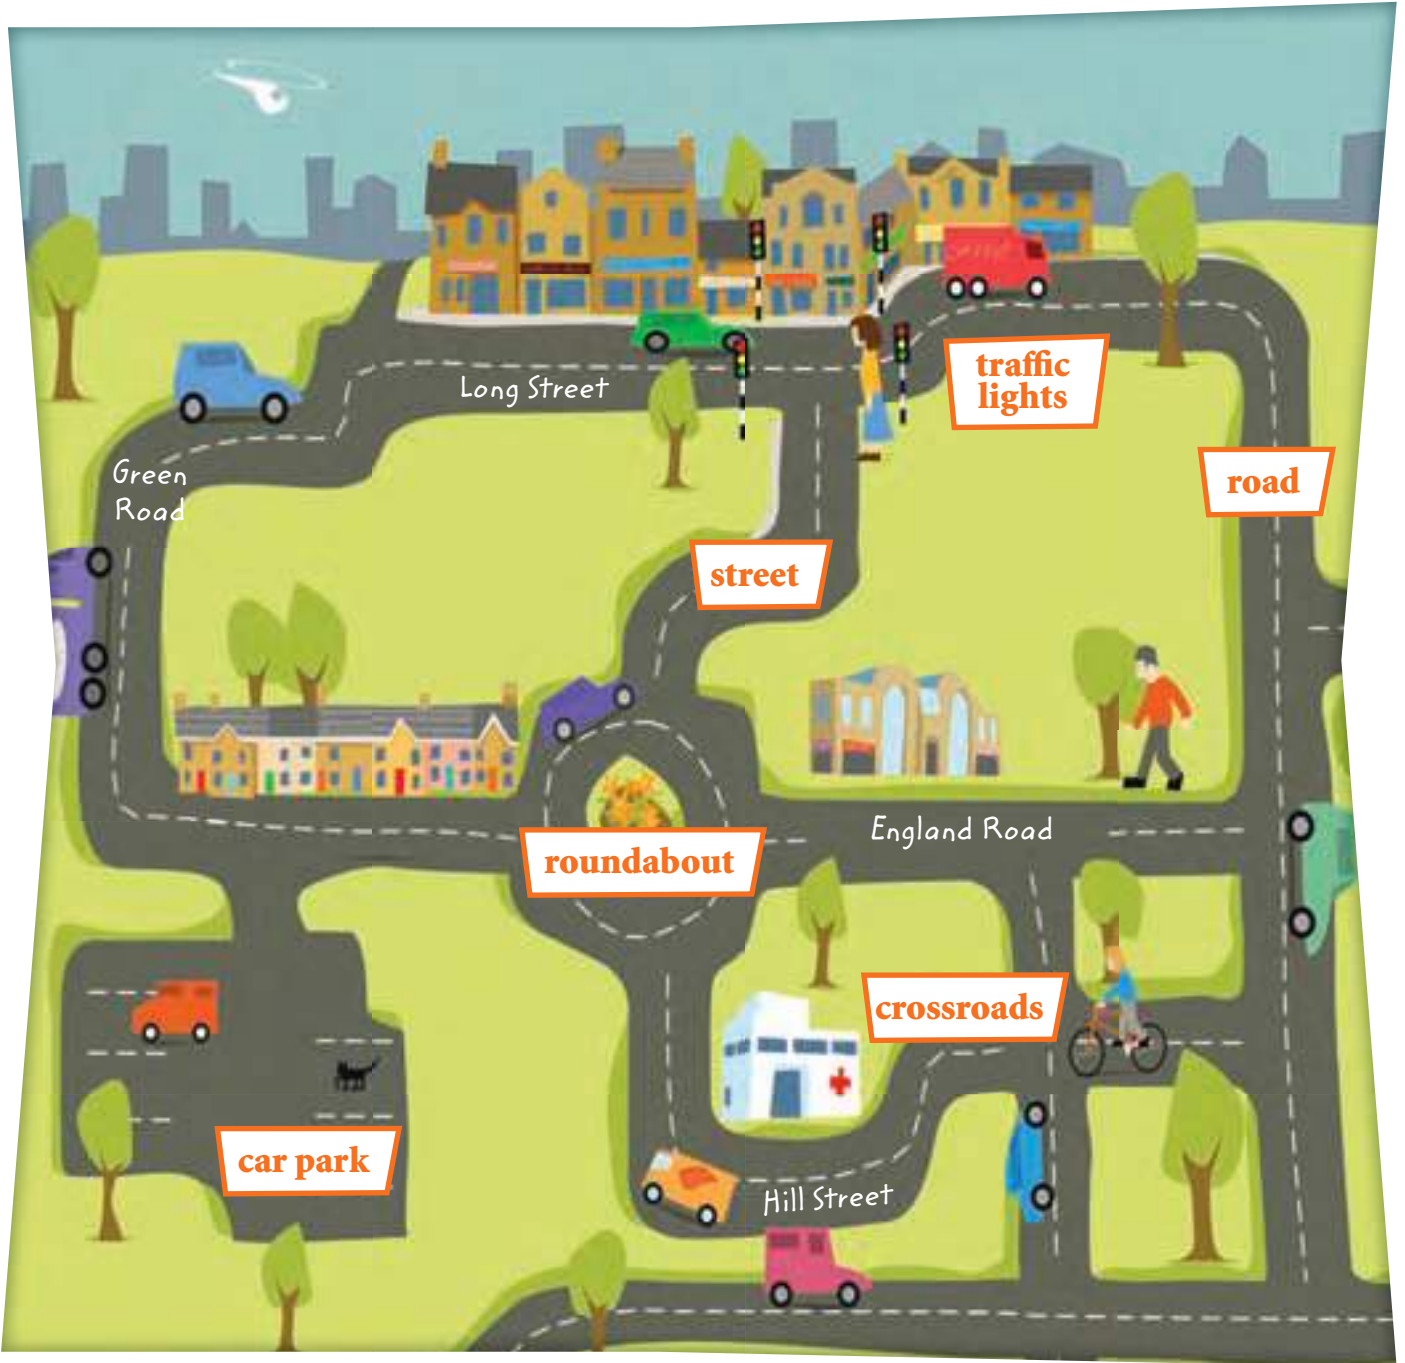 traffic
lights
Long Street
Green
Road
road
street
England Road
roundabout
crossroads
car park
Hill Street